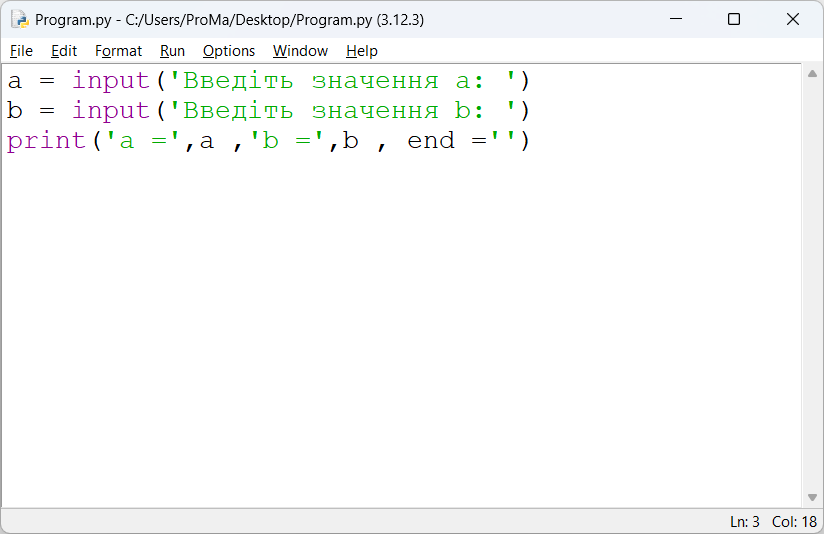 Program.py - C:/Users/ProMa/Desktop/Program.py (3.12.3)
File Edit Format Run Options Window Help
a = input('Введіть значення a: ')
b = input('Введіть значення b: ')
print('a =',a ,'b =',b , end ='')
Ln: 3 Col: 18